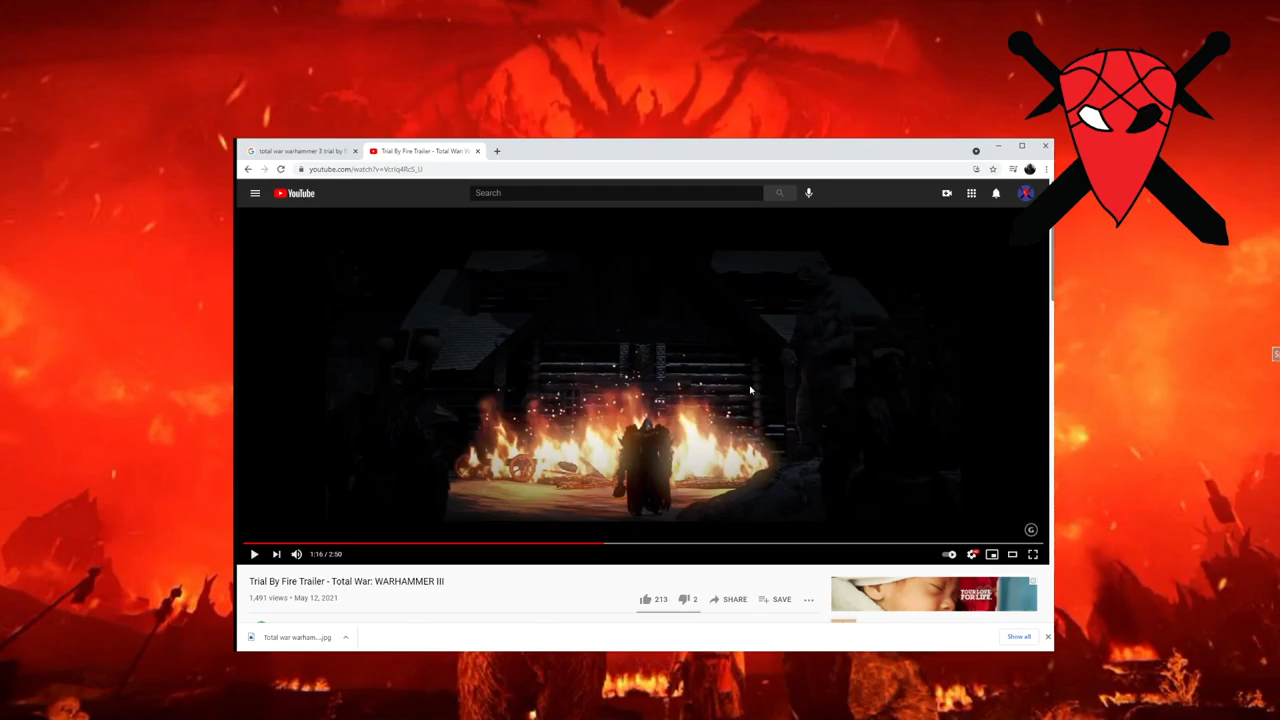 total war warhammer 3 trial by f
Trial By Fire Trailer - Total War: W
youtube.com/watch?v=VcrIq4RcS_U
YouTube
Search
G
1:16 / 2:50
Trial By Fire Trailer - Total War: WARHAMMER III
1,491 views • May 12, 2021
213
2
SHARE
SAVE
YOUR LOVE
FOR LIFE.
Total war warham....jpg
Show all